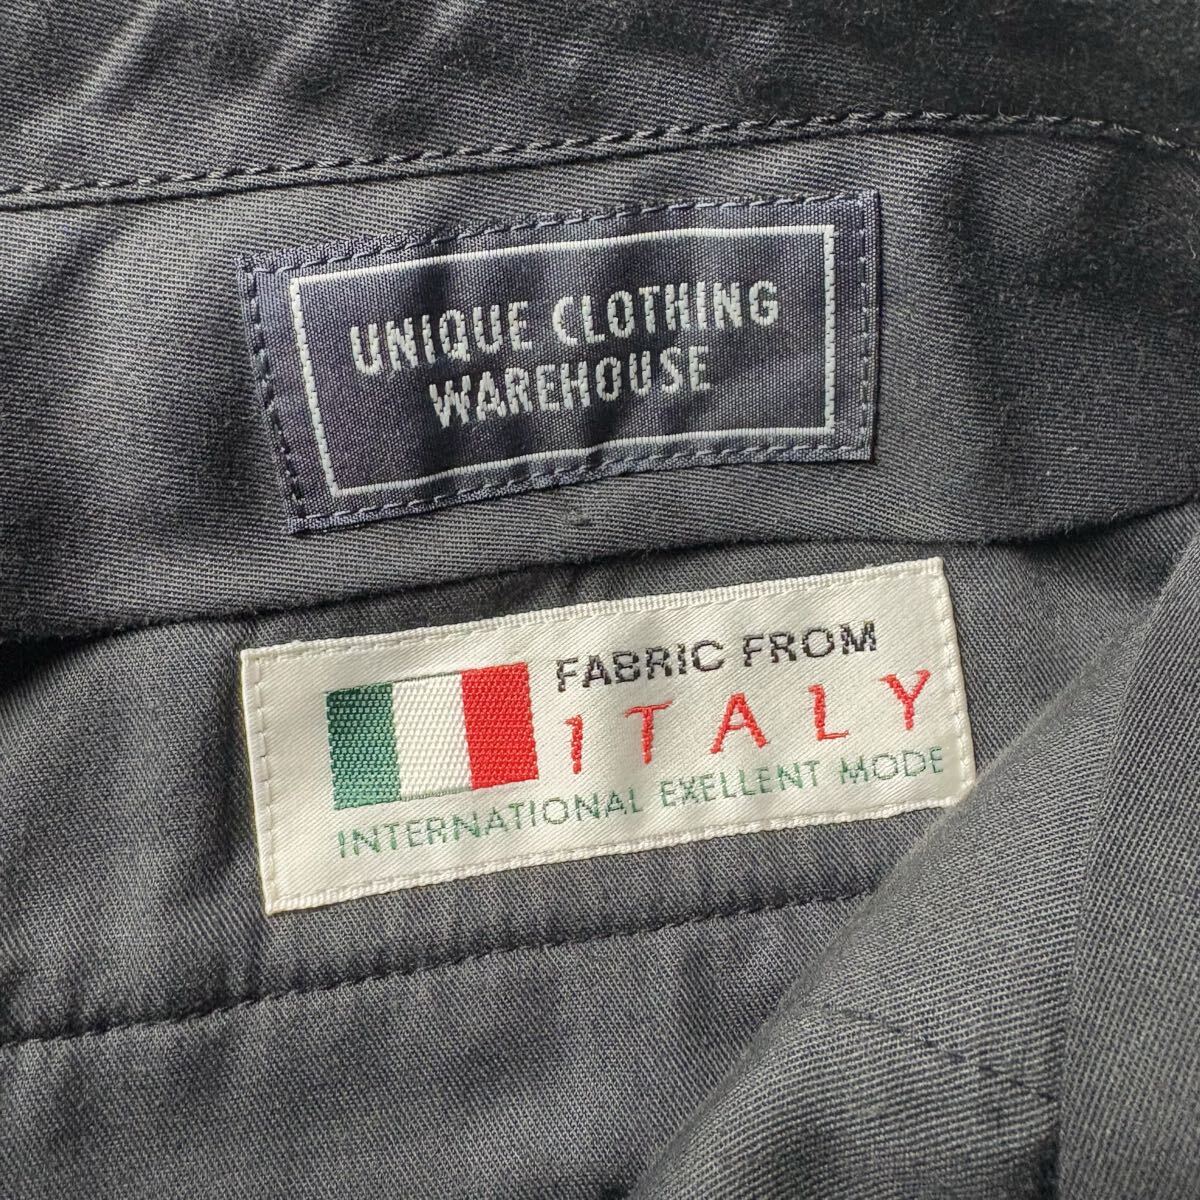 UNIQUE CLOTHING
WAREHOUSE
FABRIC FROM
ITALY
INTERNATIONAL EXELLENT MODE